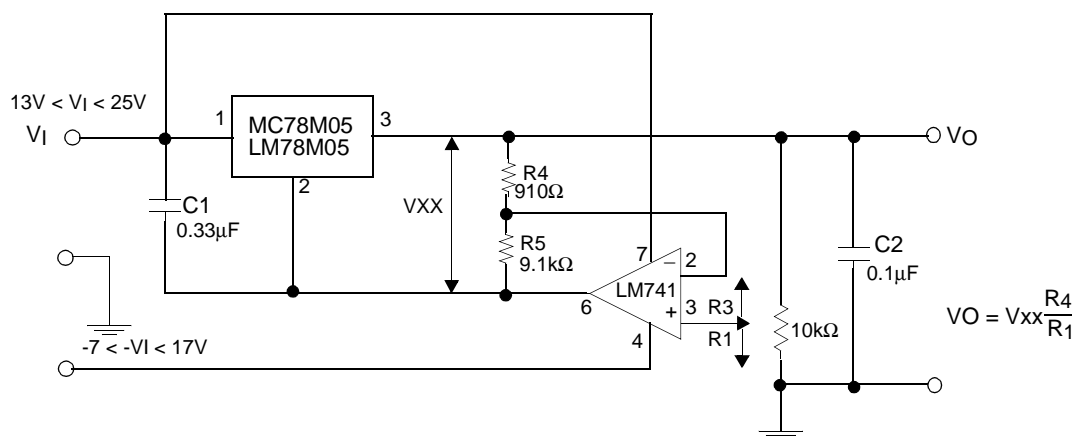 13V < VI < 25V
VI
1
MC78M05
LM78M05
3
2
VO
C1
0.33μF
VXX
R4
910Ω
R5
9.1kΩ
7
–
2
LM741
6
+
3
4
R3
R1
10kΩ
C2
0.1μF
VO = Vxx R4
R1
-7 < -VI < 17V